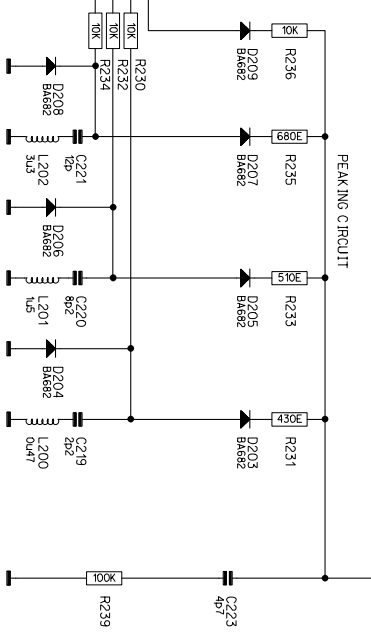 10K
10K
10K
R234
R232
R230
10K
D209
BA682
R236
D208
BA682
680E
C221
12p
L202
3u3
D207
BA682
R235
PEAKING CIRCUIT
D206
BA682
510E
C220
8p2
L201
1u5
D205
BA682
R233
D204
BA682
430E
C219
2p2
L200
0u47
D203
BA682
R231
100K
R239
C223
4p7